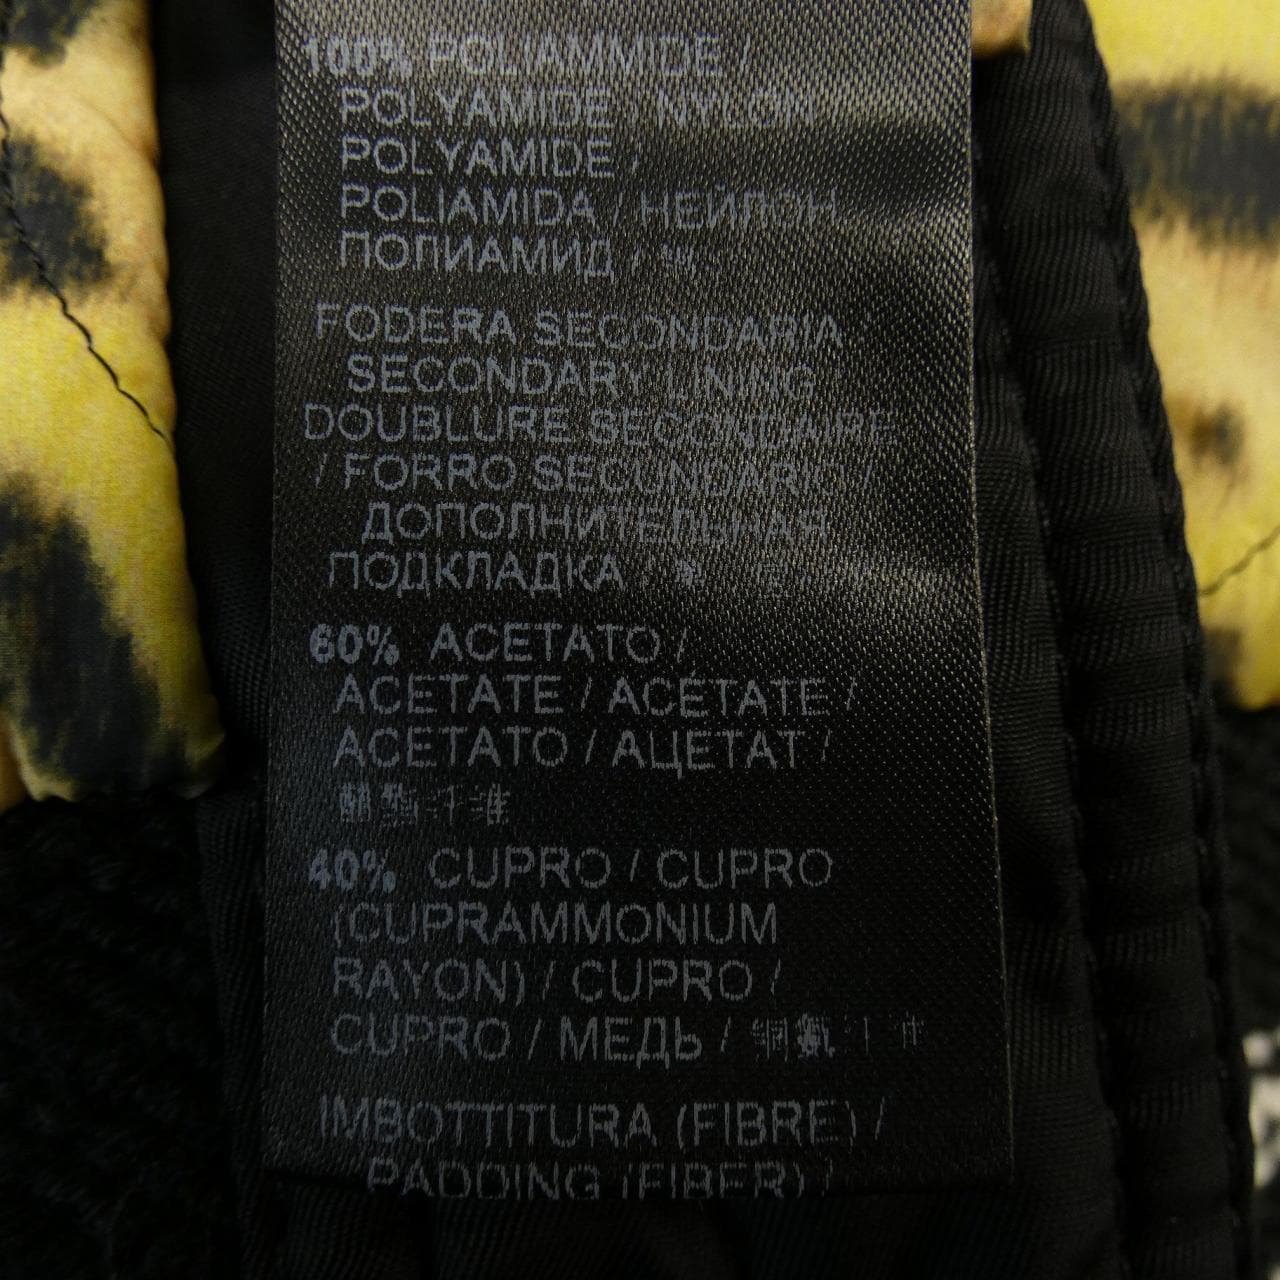 100% POLIAMMIDE /
POLYAMIDE / NYLON /
POLYAMIDE /
POLIAMIDA / НЕЙЛОН
ПОЛИАМИД /
FODERA SECONDARIA /
SECONDARY LINING
DOUBLURE SECONDAIRE
/ FORRO SECUNDARIO /
ДОПОЛНИТЕЛЬНАЯ
ПОДКЛАДКА /
60% ACETATO /
ACETATE / ACÉTATE /
ACETATO / АЦЕТАТ /
40% CUPRO / CUPRO
(CUPRAMMONIUM
RAYON) / CUPRO /
CUPRO / МЕДЬ /
IMBOTTITURA (FIBRE) /
PADDING (FIBER) /